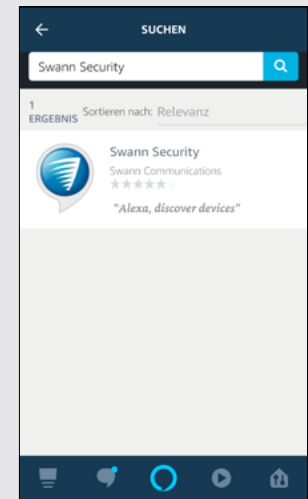 SUCHEN
Swann Security
1
ERGEBNIS Sortieren nach: Relevanz
Swann Security
Swann Communications
"Alexa, discover devices"